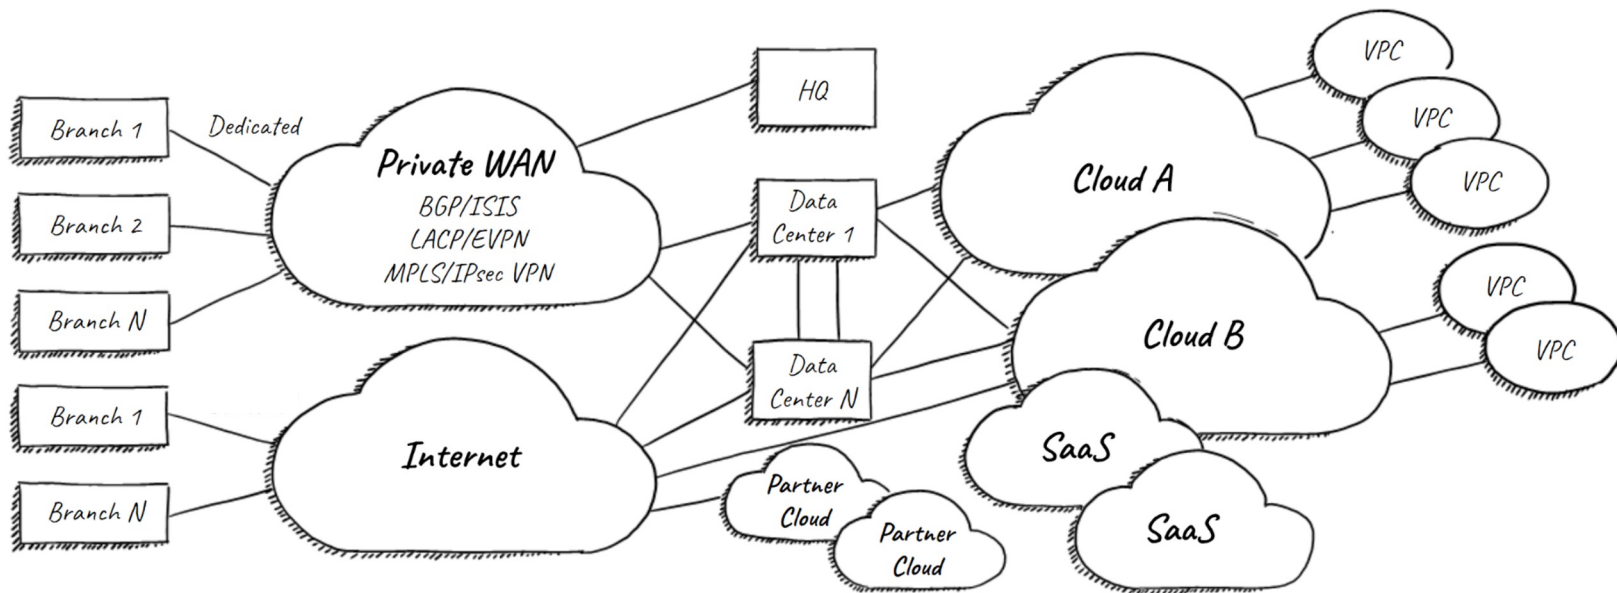 Branch 1
Dedicated
Branch 2
Branch N
Branch 1
Branch N
Private WAN
BGP/ISIS
LACP/EVPN
MPLS/IPsec VPN
Internet
HQ
Data
Center 1
Data
Center N
Partner
Cloud
Partner
Cloud
Cloud A
Cloud B
SaaS
SaaS
VPC
VPC
VPC
VPC
VPC